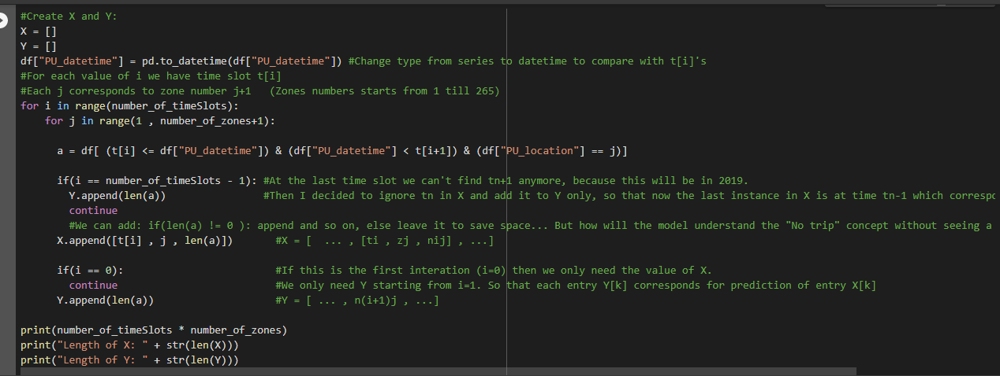 #Create X and Y:
X = []
Y = []
df["PU_datetime"] = pd.to_datetime(df["PU_datetime"]) #Change type from series to datetime to compare with t[i]'s
#For each value of i we have time slot t[i]
#Each j corresponds to zone number j+1   (Zones numbers starts from 1 till 265)
for i in range(number_of_timeSlots):
    for j in range(1 , number_of_zones+1):
      a = df[ (t[i] <= df["PU_datetime"]) & (df["PU_datetime"] < t[i+1]) & (df["PU_location"] == j)]
      if(i == number_of_timeSlots - 1): #At the last time slot we can't find tn+1 anymore, because this will be in 2019.
        Y.append(len(a))                #Then I decided to ignore tn in X and add it to Y only, so that now the last instance in X is at time tn-1 which correspo
        continue
        #We can add: if(len(a) != 0 ): append and so on, else leave it to save space... But how will the model understand the "No trip" concept without seeing a
      X.append([t[i] , j , len(a)])       #X = [  ... , [ti , zj , nij] , ...]
      if(i == 0):                         #If this is the first interation (i=0) then we only need the value of X.
        continue                          #We only need Y starting from i=1. So that each entry Y[k] corresponds for prediction of entry X[k]
      Y.append(len(a))                    #Y = [ ... , n(i+1)j , ...]
print(number_of_timeSlots * number_of_zones)
print("Length of X: " + str(len(X)))
print("Length of Y: " + str(len(Y)))